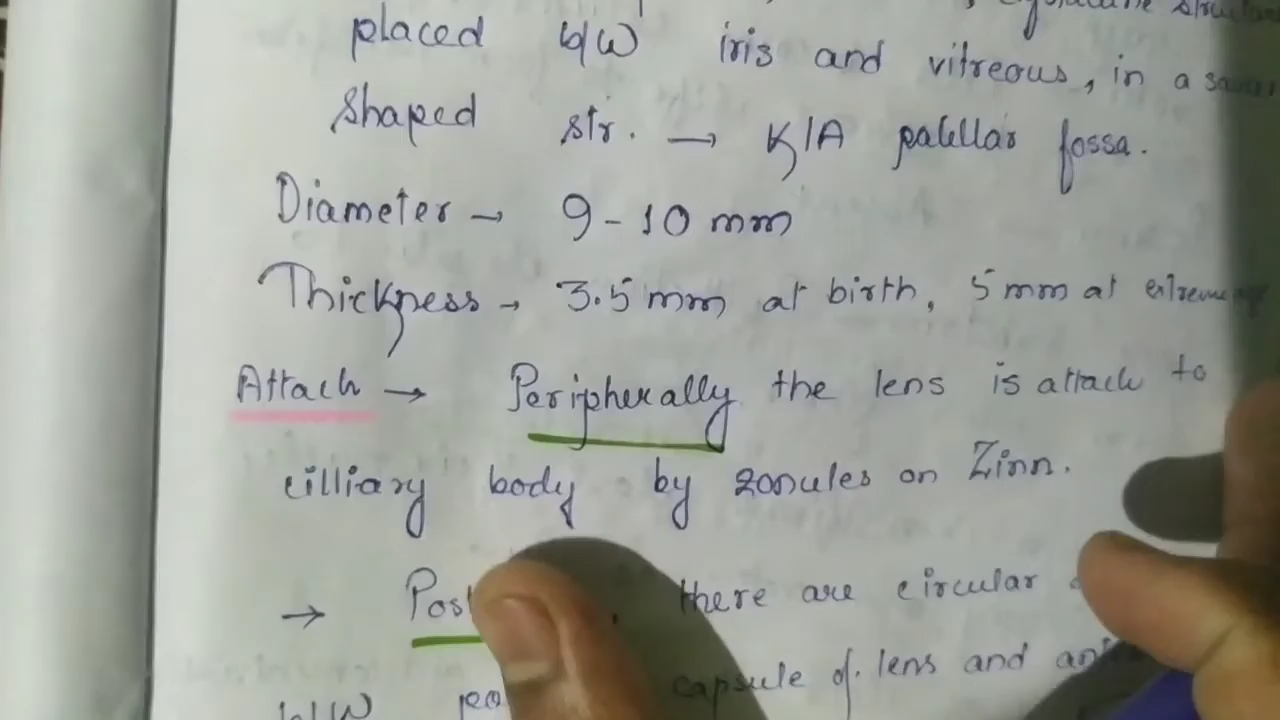 placed b/w iris and vitreous, in a
shaped str. → K/A patellar fossa.
Diameter → 9-10 mm
Thickness → 3.5 mm at birth, 5 mm at
Attach → Peripherally the lens is attach to
cilliary body by zonules on Zinn.
→ there are circular
b/w capsule of lens and